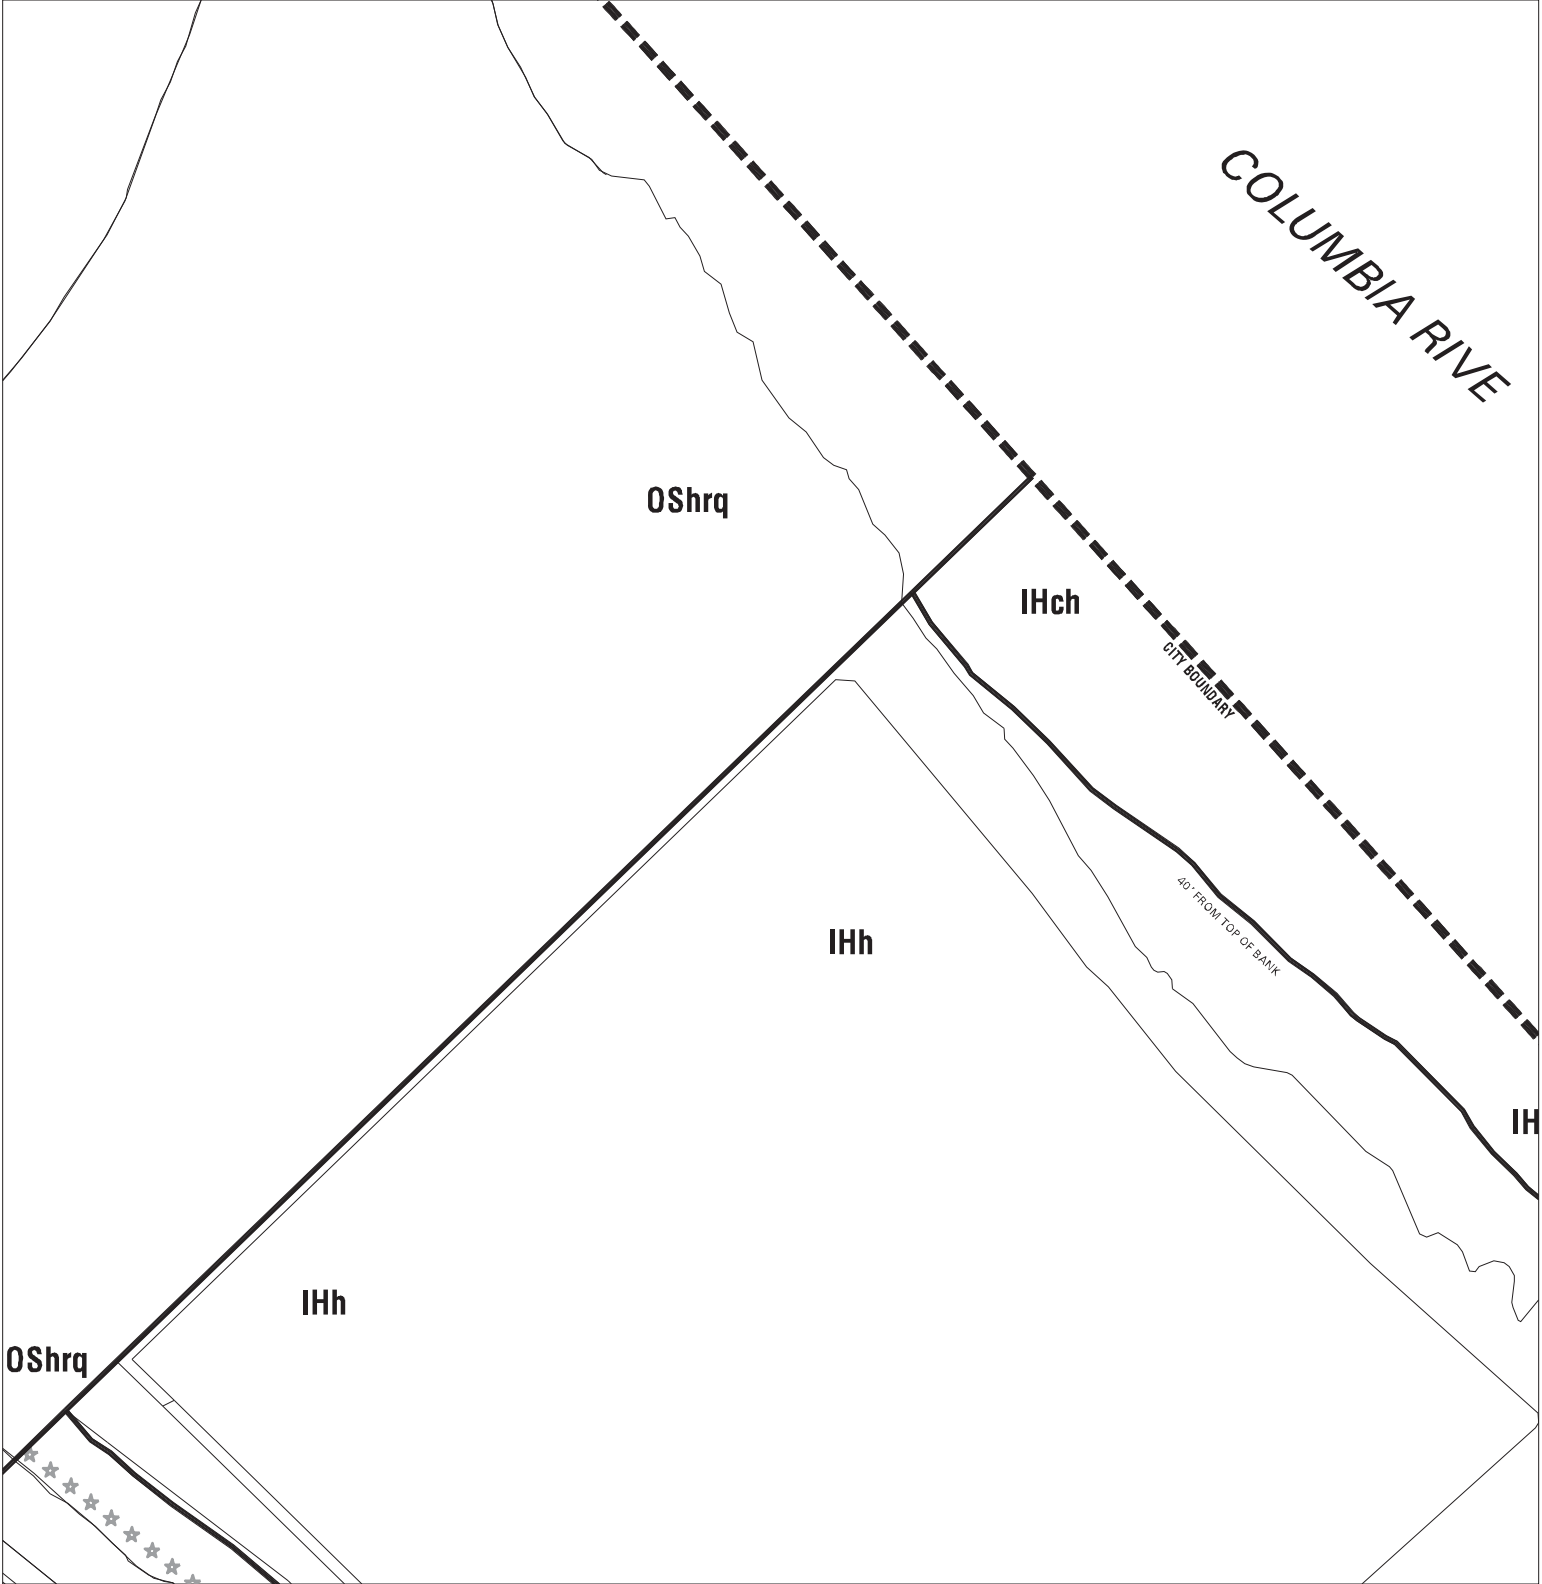 COLUMBIA RIVE
OShrq
IHch
CITY BOUNDARY
40' FROM TOP OF BANK
IHh
IH
IHh
OShrq